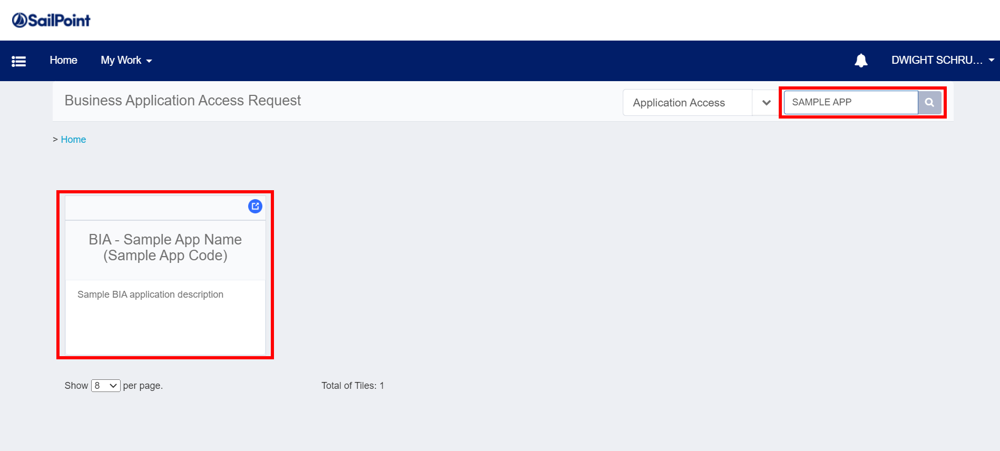 SailPoint
Home My Work DWIGHT SCHRU...
Business Application Access Request Application Access SAMPLE APP
> Home
BIA - Sample App Name
(Sample App Code)
Sample BIA application description
Show 8 per page. Total of Tiles: 1